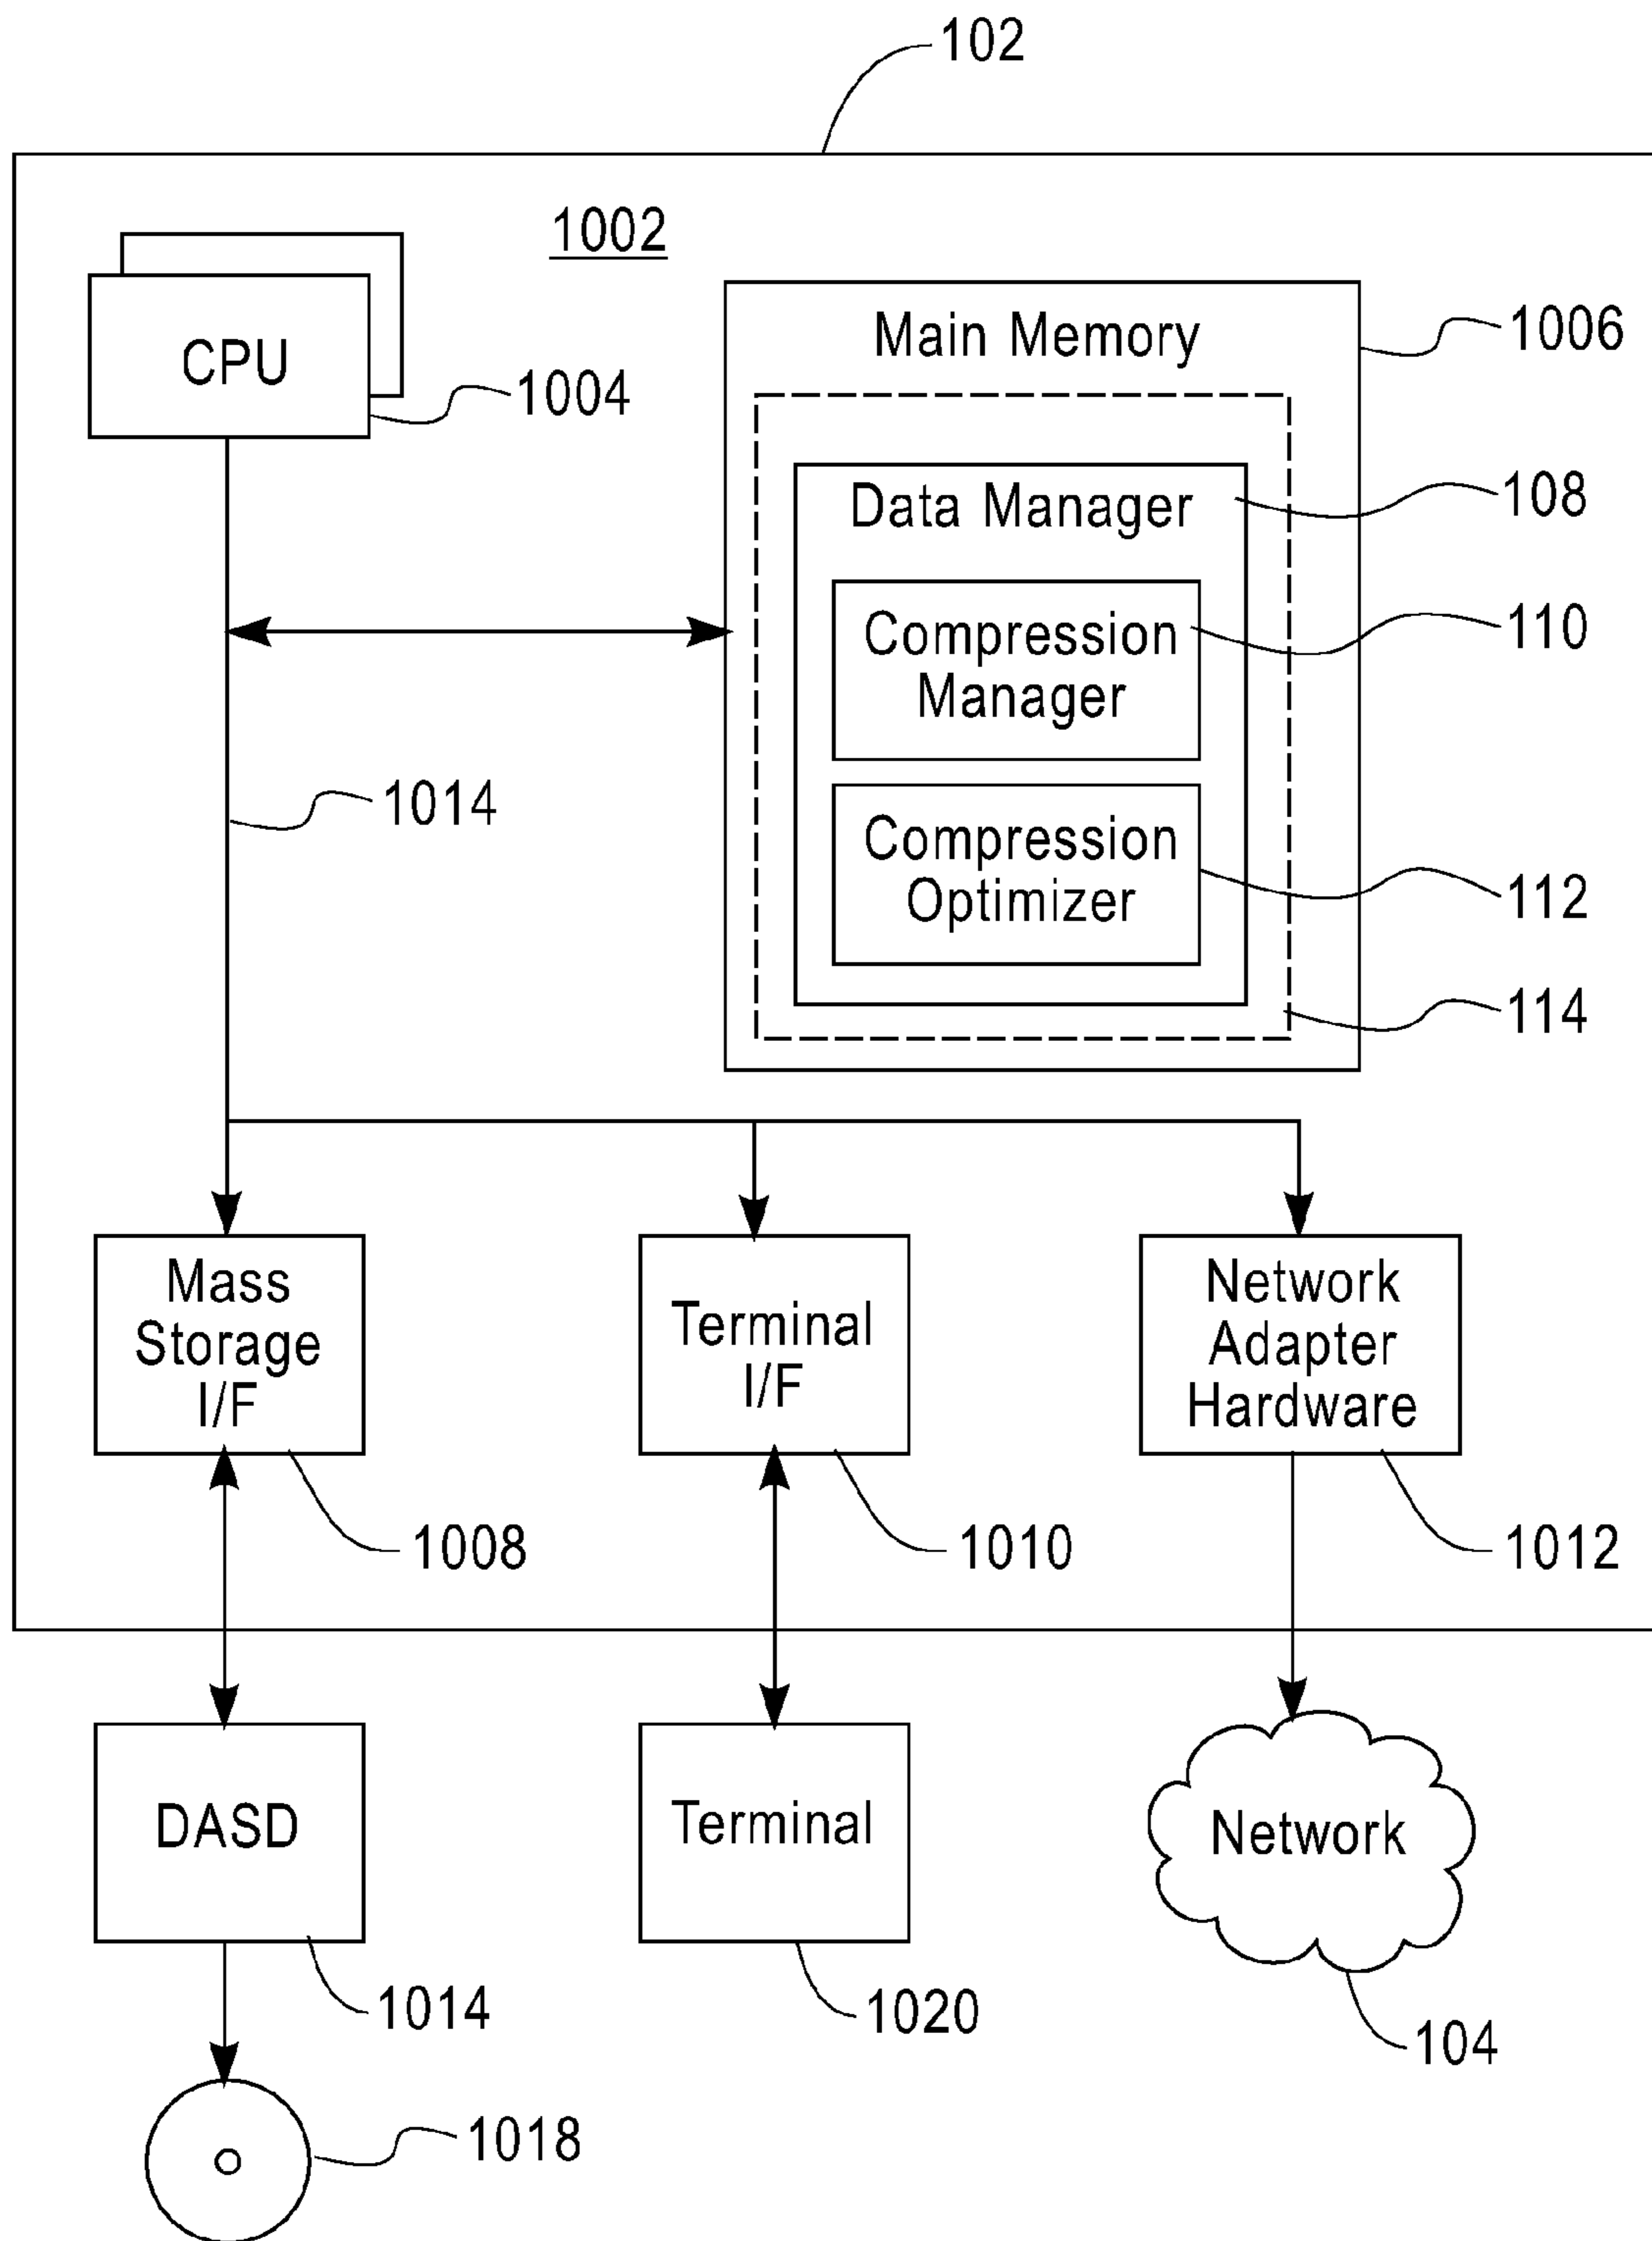 102
1002
CPU
1004
Main Memory
1006
Data Manager
108
Compression
Manager
110
1014
Compression
Optimizer
112
114
Mass
Storage
I/F
1008
Terminal
I/F
1010
Network
Adapter
Hardware
1012
DASD
1014
Terminal
1020
Network
104
1018